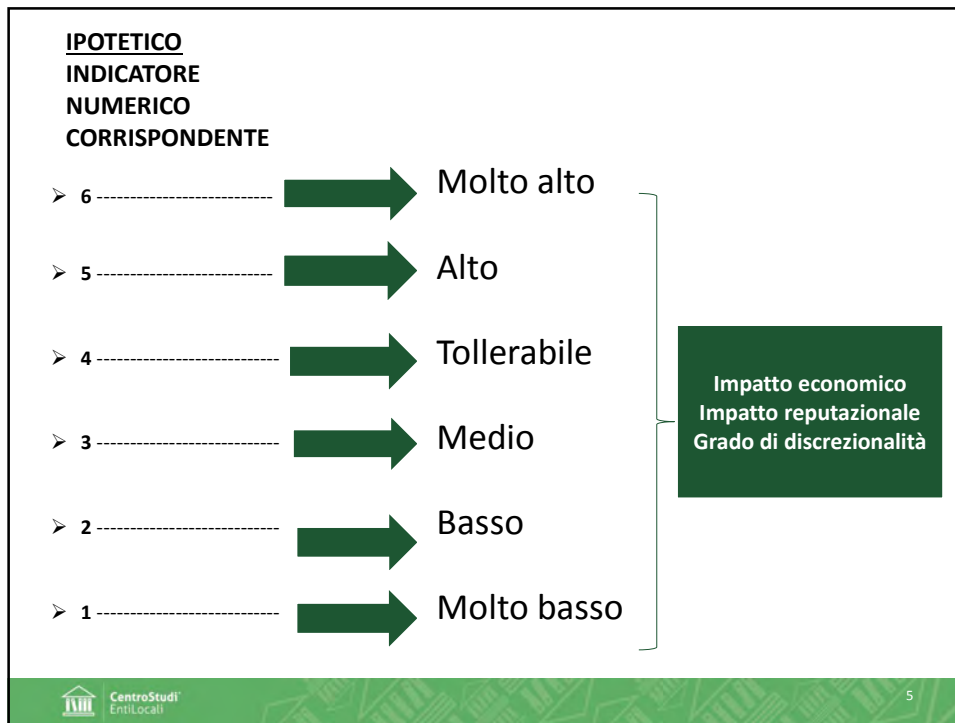 IPOTETICO
INDICATORE
NUMERICO
CORRISPONDENTE
➢ 6 --------------------------- Molto alto
➢ 5 --------------------------- Alto
➢ 4 ---------------------------- Tollerabile
➢ 3 ---------------------------- Medio
➢ 2 ---------------------------- Basso
➢ 1 ---------------------------- Molto basso
Impatto economico
Impatto reputazionale
Grado di discrezionalità
CentroStudi
EntiLocali
5